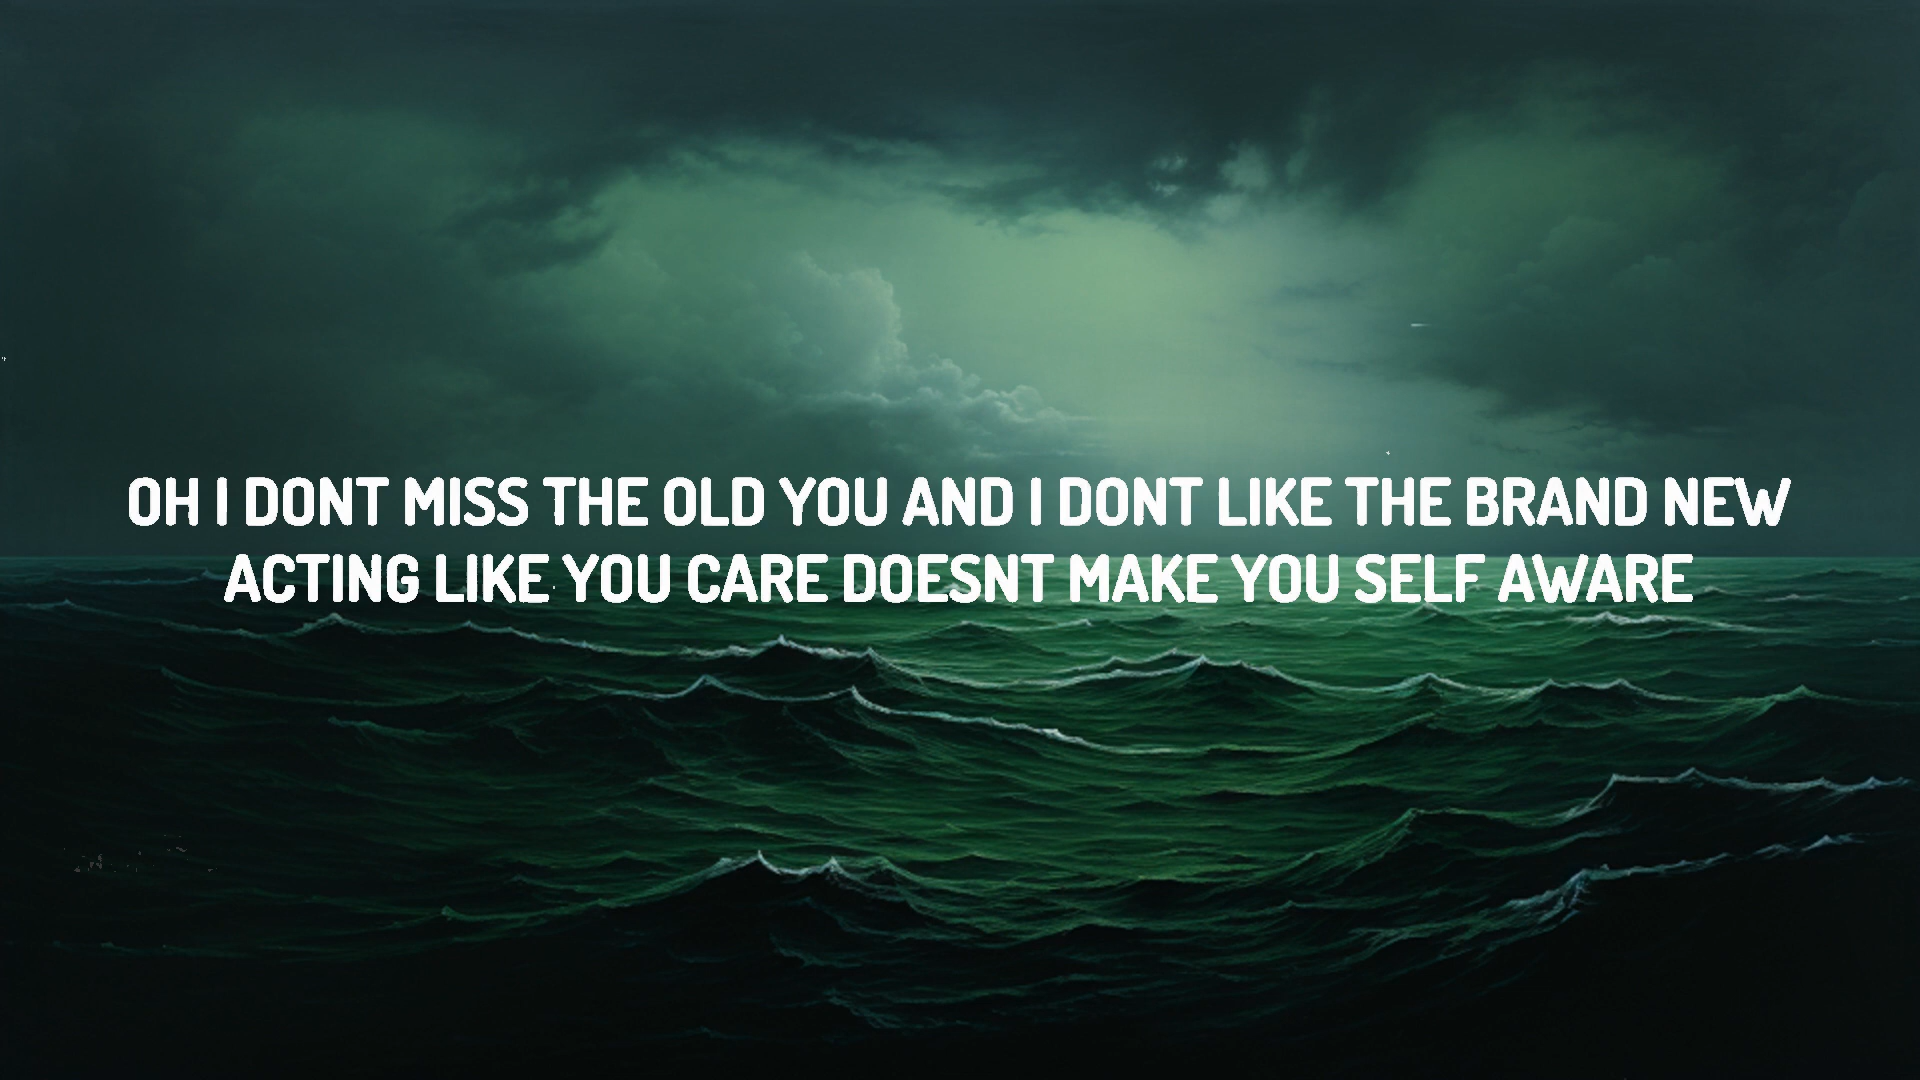 OH I DONT MISS THE OLD YOU AND I DONT LIKE THE BRAND NEW
ACTING LIKE YOU CARE DOESNT MAKE YOU SELF AWARE